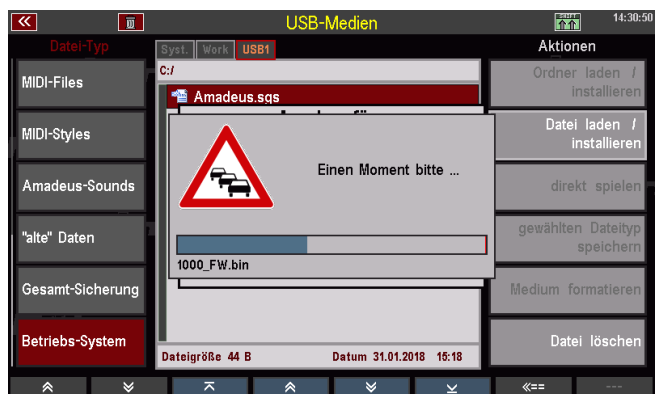 USB-Medien
SHIFT
14:30:50
Datei-Typ
Syst. Work USB1
Aktionen
C:/
MIDI-Files
Amadeus.sgs
Ordner laden /
installieren
MIDI-Styles
Einen Moment bitte ...
Datei laden /
installieren
Amadeus-Sounds
direkt spielen
"alte" Daten
gewählten Dateityp
speichern
1000_FW.bin
Gesamt-Sicherung
Medium formatieren
Betriebs-System
Dateigröße 44 B
Datum 31.01.2018 15:18
Datei löschen
«==
---